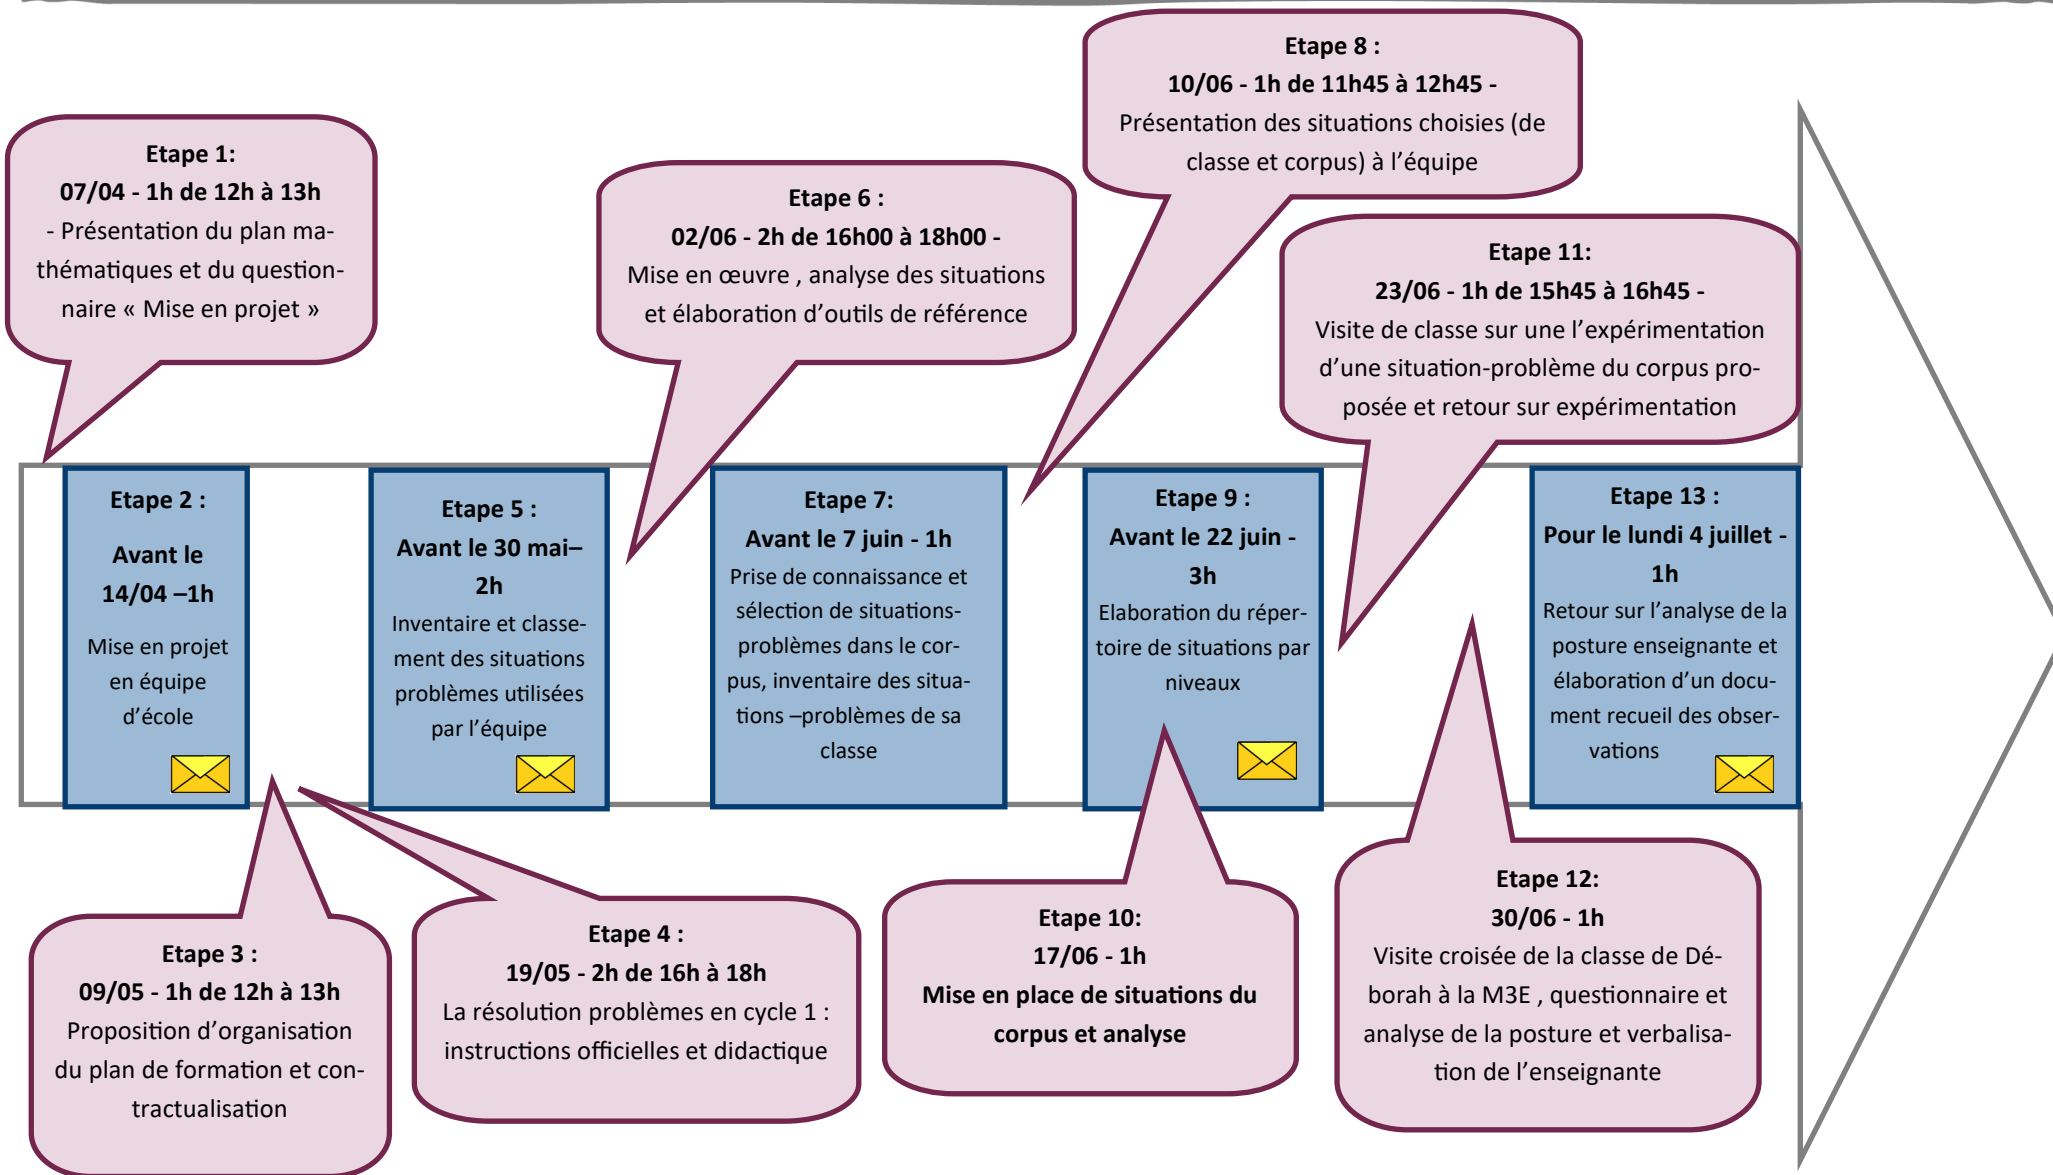 Etape 1:
07/04 - 1h de 12h à 13h
- Présentation du plan ma-
thématiques et du question-
naire « Mise en projet »
Etape 2 :
Avant le
14/04 –1h
Mise en projet
en équipe
d’école
Etape 3 :
09/05 - 1h de 12h à 13h
Proposition d’organisation
du plan de formation et con-
tractualisation
Etape 4 :
19/05 - 2h de 16h à 18h
La résolution problèmes en cycle 1 :
instructions officielles et didactique
Etape 5 :
Avant le 30 mai–
2h
Inventaire et classe-
ment des situations
problèmes utilisées
par l’équipe
Etape 6 :
02/06 - 2h de 16h00 à 18h00 -
Mise en œuvre , analyse des situations
et élaboration d’outils de référence
Etape 7:
Avant le 7 juin - 1h
Prise de connaissance et
sélection de situations-
problèmes dans le cor-
pus, inventaire des situa-
tions –problèmes de sa
classe
Etape 8 :
10/06 - 1h de 11h45 à 12h45 -
Présentation des situations choisies (de
classe et corpus) à l’équipe
Etape 9 :
Avant le 22 juin -
3h
Elaboration du réper-
toire de situations par
niveaux
Etape 10:
17/06 - 1h
Mise en place de situations du
corpus et analyse
Etape 11:
23/06 - 1h de 15h45 à 16h45 -
Visite de classe sur une l’expérimentation
d’une situation-problème du corpus pro-
posée et retour sur expérimentation
Etape 12:
30/06 - 1h
Visite croisée de la classe de Dé-
borah à la M3E , questionnaire et
analyse de la posture et verbalisa-
tion de l’enseignante
Etape 13 :
Pour le lundi 4 juillet -
1h
Retour sur l’analyse de la
posture enseignante et
élaboration d’un docu-
ment recueil des obser-
vations